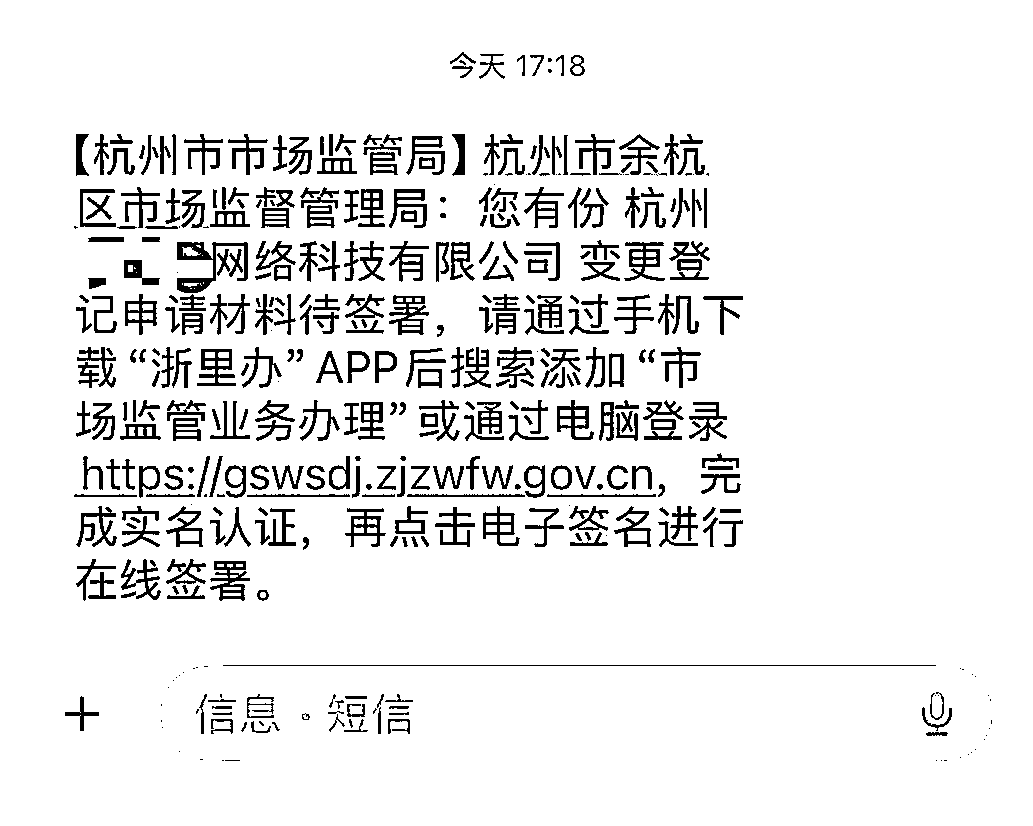 今天 17:18
【杭州市市场监管局】杭州市余杭
区市场监督管理局：您有份 杭州
网络科技有限公司 变更登
记申请材料待签署，请通过手机下
载“浙里办”APP后搜索添加“市
场监管业务办理”或通过电脑登录
https://gswsdj.zjzwfw.gov.cn，完
成实名认证，再点击电子签名进行
在线签署。
信息·短信